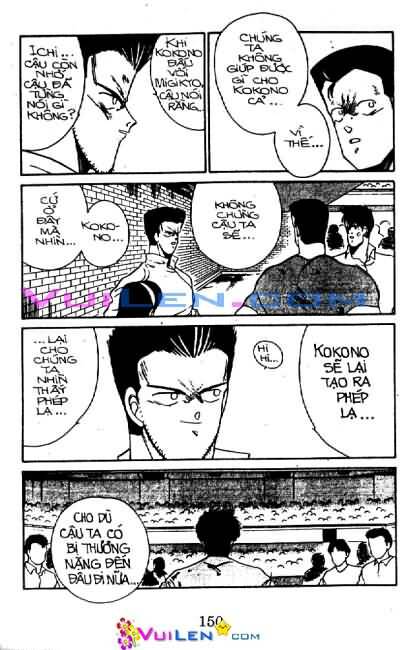 CHÚNG
TA
KHÔNG
GIÚP ĐƯỢC
GÌ CHO
KOKONO
CẢ...
VÌ
THẾ...
KHI
KOKONO
ĐẤU
VỚI
MIGIKYO,
CẬU NÓI
RẰNG...
ICHI...
CẬU CÒN
NHỚ
CẬU ĐÃ
TỪNG
NÓI GÌ
KHÔNG?
KHÔNG
CHỪNG
CẬU TA
SẼ...
KOKO-
NO...
CỨ
Ở
ĐÂY
MÀ
NHÌN...
VUILEN.COM
KOKONO
SẼ LẠI
TẠO RA
PHÉP
LẠ...
HI
HI...
...LẠI
CHO
CHÚNG
TA
NHÌN
THẤY
PHÉP
LẠ...
CHO DÙ
CẬU TA CÓ
BỊ THƯƠNG
NẶNG ĐẾN
ĐÂU ĐI NỮA...
150
VUILEN
.COM